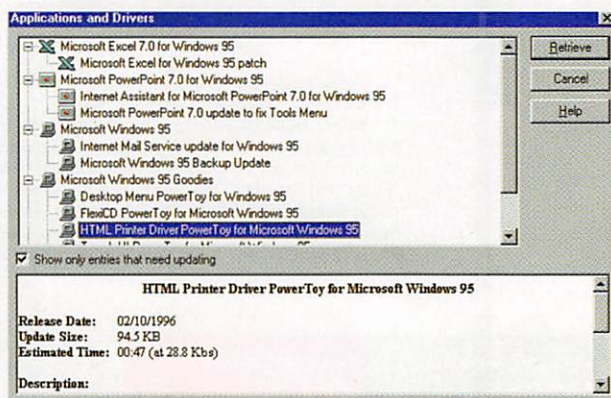 Applications and Drivers
Microsoft Excel 7.0 for Windows 95
Microsoft Excel for Windows 95 patch
Microsoft PowerPoint 7.0 for Windows 95
Internet Assistant for Microsoft PowerPoint 7.0 for Windows 95
Microsoft PowerPoint 7.0 update to fix Tools Menu
Microsoft Windows 95
Internet Mail Service update for Windows 95
Microsoft Windows 95 Backup Update
Microsoft Windows 95 Goodies
Desktop Menu PowerToy for Windows 95
FlexiCD PowerToy for Microsoft Windows 95
HTML Printer Driver PowerToy for Microsoft Windows 95
Retrieve
Cancel
Help
Show only entries that need updating
HTML Printer Driver PowerToy for Microsoft Windows 95
Release Date: 02/10/1996
Update Size: 94.5 KB
Estimated Time: 00:47 (at 28.8 Kbs)
Description: